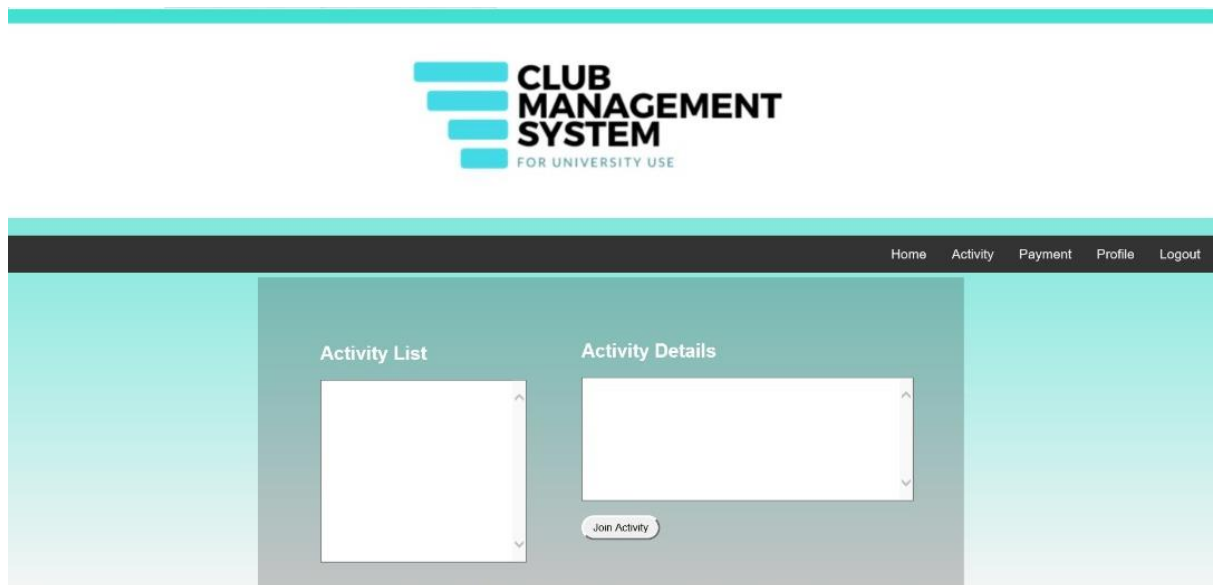 CLUB
MANAGEMENT
SYSTEM
FOR UNIVERSITY USE
Home Activity Payment Profile Logout
Activity List
Activity Details
Join Activity